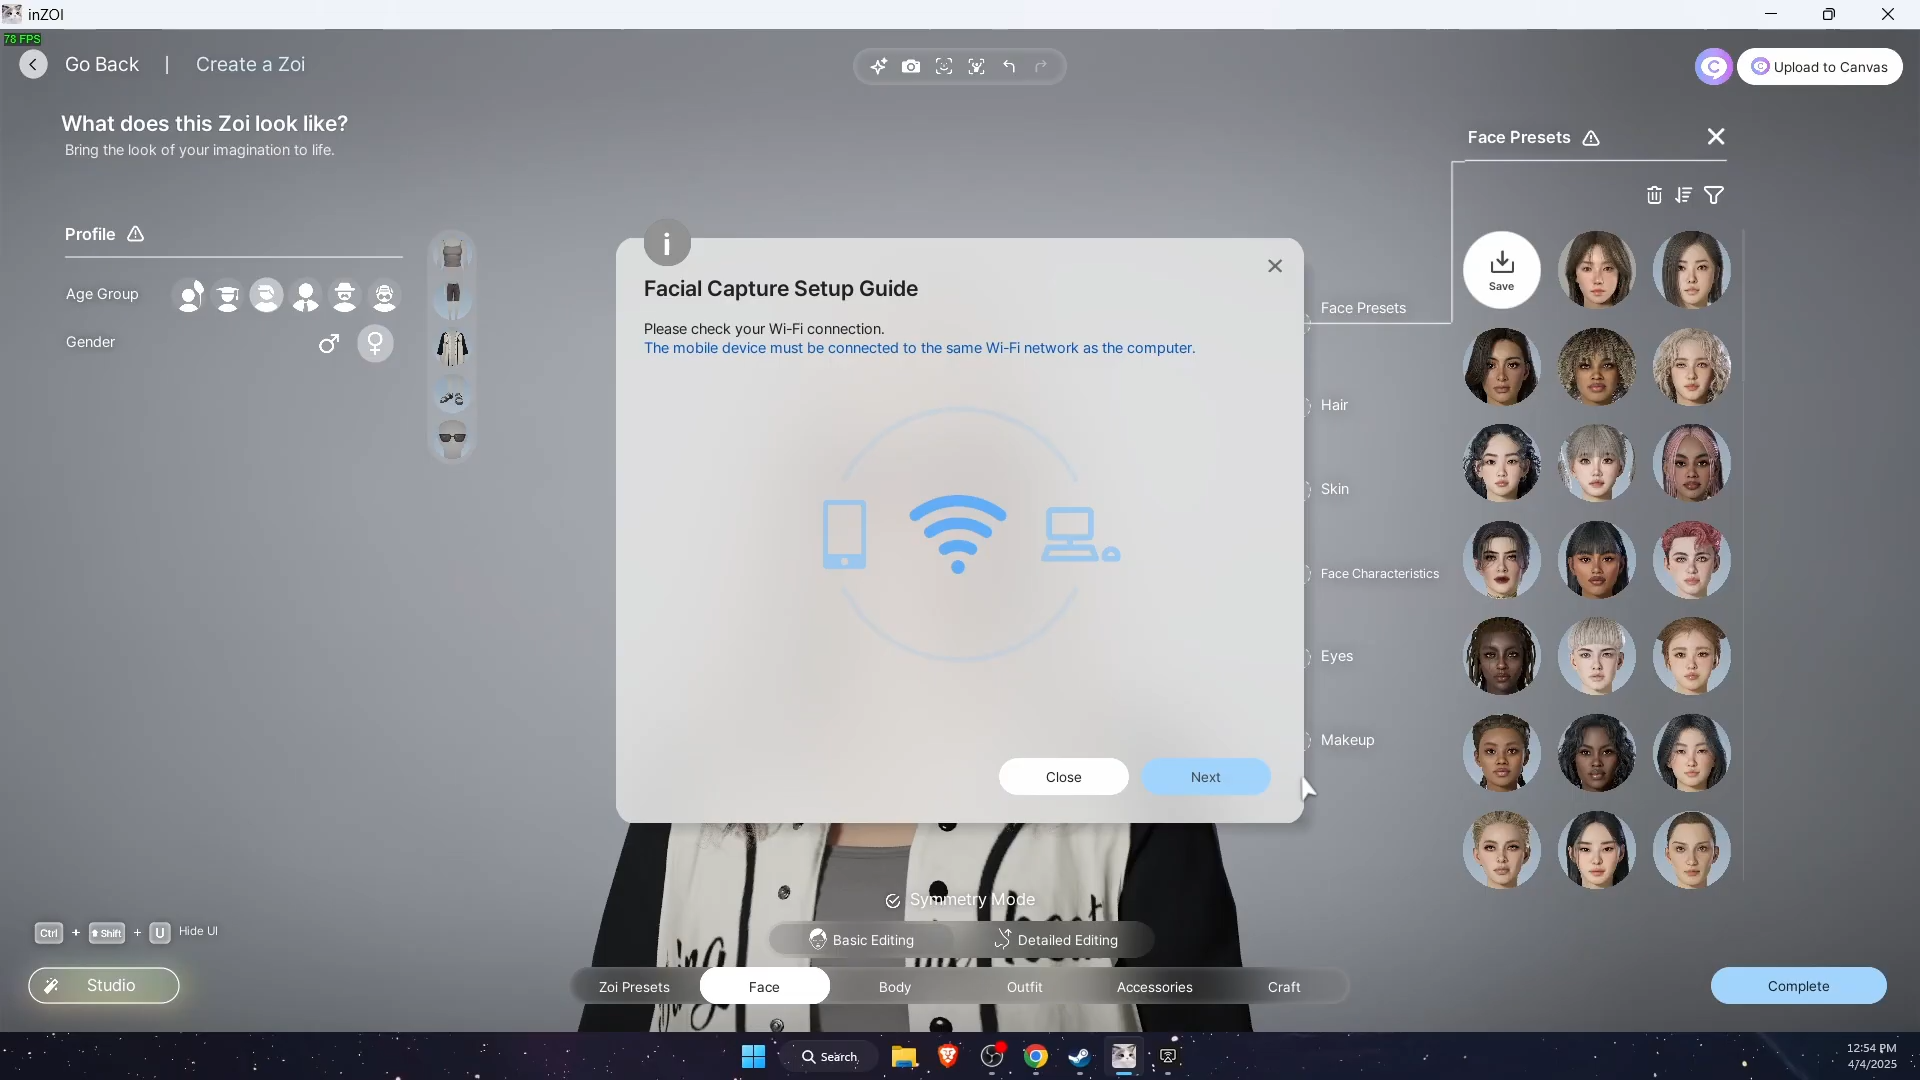 inZOI
78 FPS
Go Back | Create a Zoi
Upload to Canvas
What does this Zoi look like?
Bring the look of your imagination to life.
Profile
Age Group
Gender
Facial Capture Setup Guide
Please check your Wi-Fi connection.
The mobile device must be connected to the same Wi-Fi network as the computer.
Close
Next
Face Presets
Hair
Skin
Face Characteristics
Eyes
Makeup
Face Presets
Save
Symmetry Mode
Basic Editing
Detailed Editing
Ctrl + Shift + U Hide UI
Studio
Zoi Presets
Face
Body
Outfit
Accessories
Craft
Complete
Search
12:54 PM
4/4/2025